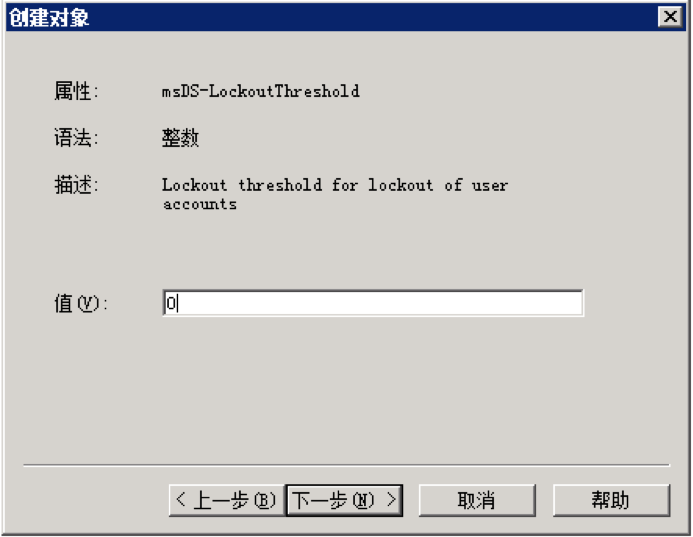 创建对象
属性: msDS-LockoutThreshold
语法: 整数
描述: Lockout threshold for lockout of user
accounts
值(V): 0
< 上一步(B) 下一步(N) > 取消 帮助